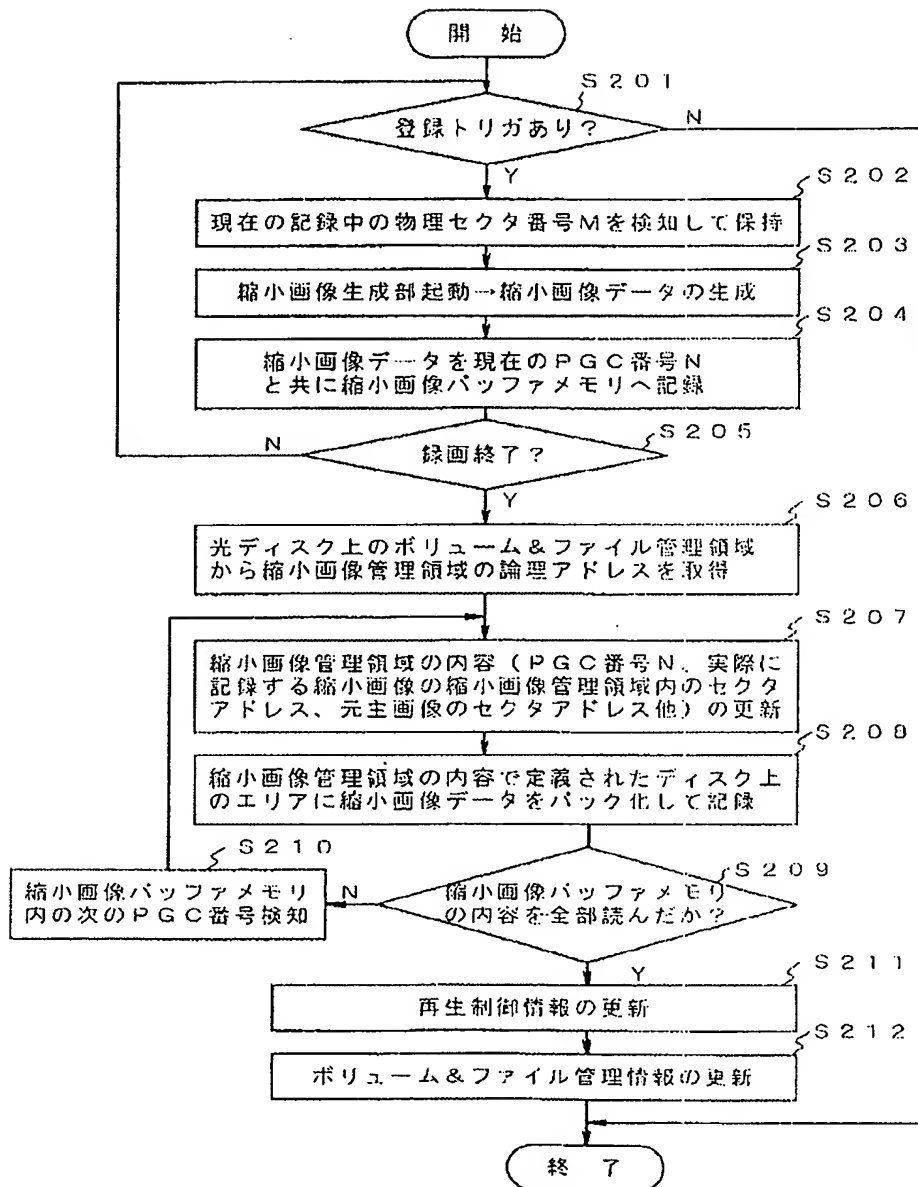 開 始
S201
登録トリガあり?
N
Y
S202
現在の記録中の物理セクタ番号Mを検知して保持
S203
縮小画像生成部起動→縮小画像データの生成
S204
縮小画像データを現在のPGC番号N
と共に縮小画像バッファメモリへ記録
S205
録画終了?
N
Y
S206
光ディスク上のボリューム&ファイル管理領域
から縮小画像管理領域の論理アドレスを取得
S207
縮小画像管理領域の内容(PGC番号N、実際に
記録する縮小画像の縮小画像管理領域内のセクタ
アドレス、元主画像のセクタアドレス他)の更新
S208
縮小画像管理領域の内容で定義されたディスク上
のエリアに縮小画像データをパック化して記録
S210
縮小画像バッファメモリ
内の次のPGC番号検知
N
S209
縮小画像バッファメモリ
の内容を全部読んだか?
Y
S211
再生制御情報の更新
S212
ボリューム&ファイル管理情報の更新
終 了